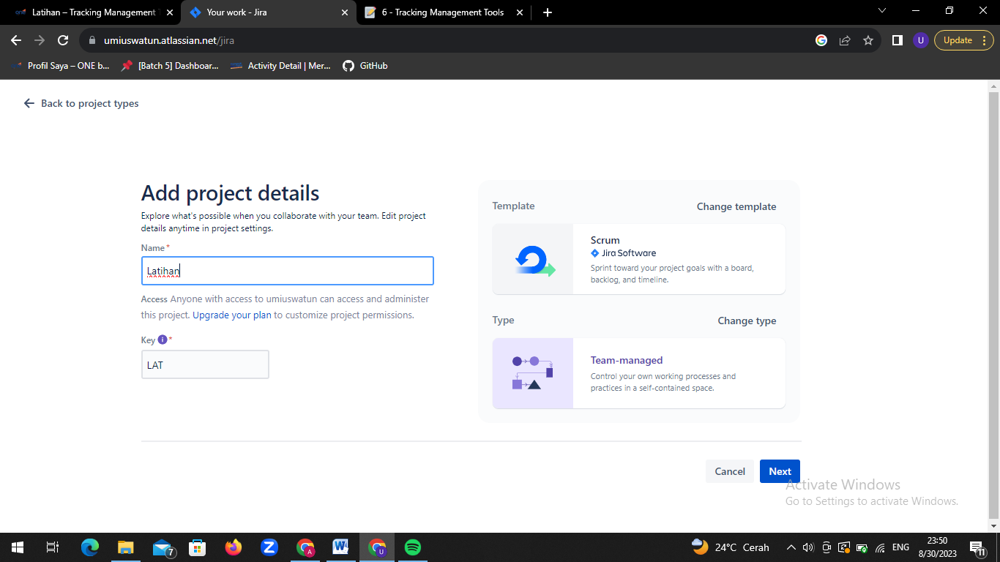 Latihan – Tracking Management
Your work - Jira
6 - Tracking Management Tools
umiuswatun.atlassian.net/jira
U
Update
Profil Saya – ONE b...
[Batch 5] Dashboar...
Activity Detail | Mer...
GitHub
Back to project types
Add project details
Explore what's possible when you collaborate with your team. Edit project
details anytime in project settings.
Name *
Latihan
Access Anyone with access to umiuswatun can access and administer
this project. Upgrade your plan to customize project permissions.
Key i *
LAT
Template
Change template
Scrum
Jira Software
Sprint toward your project goals with a board,
backlog, and timeline.
Type
Change type
Team-managed
Control your own working processes and
practices in a self-contained space.
Cancel
Next
Activate Windows
Go to Settings to activate Windows.
7
A
W
U
24°C Cerah
ENG
23:50
8/30/2023
11